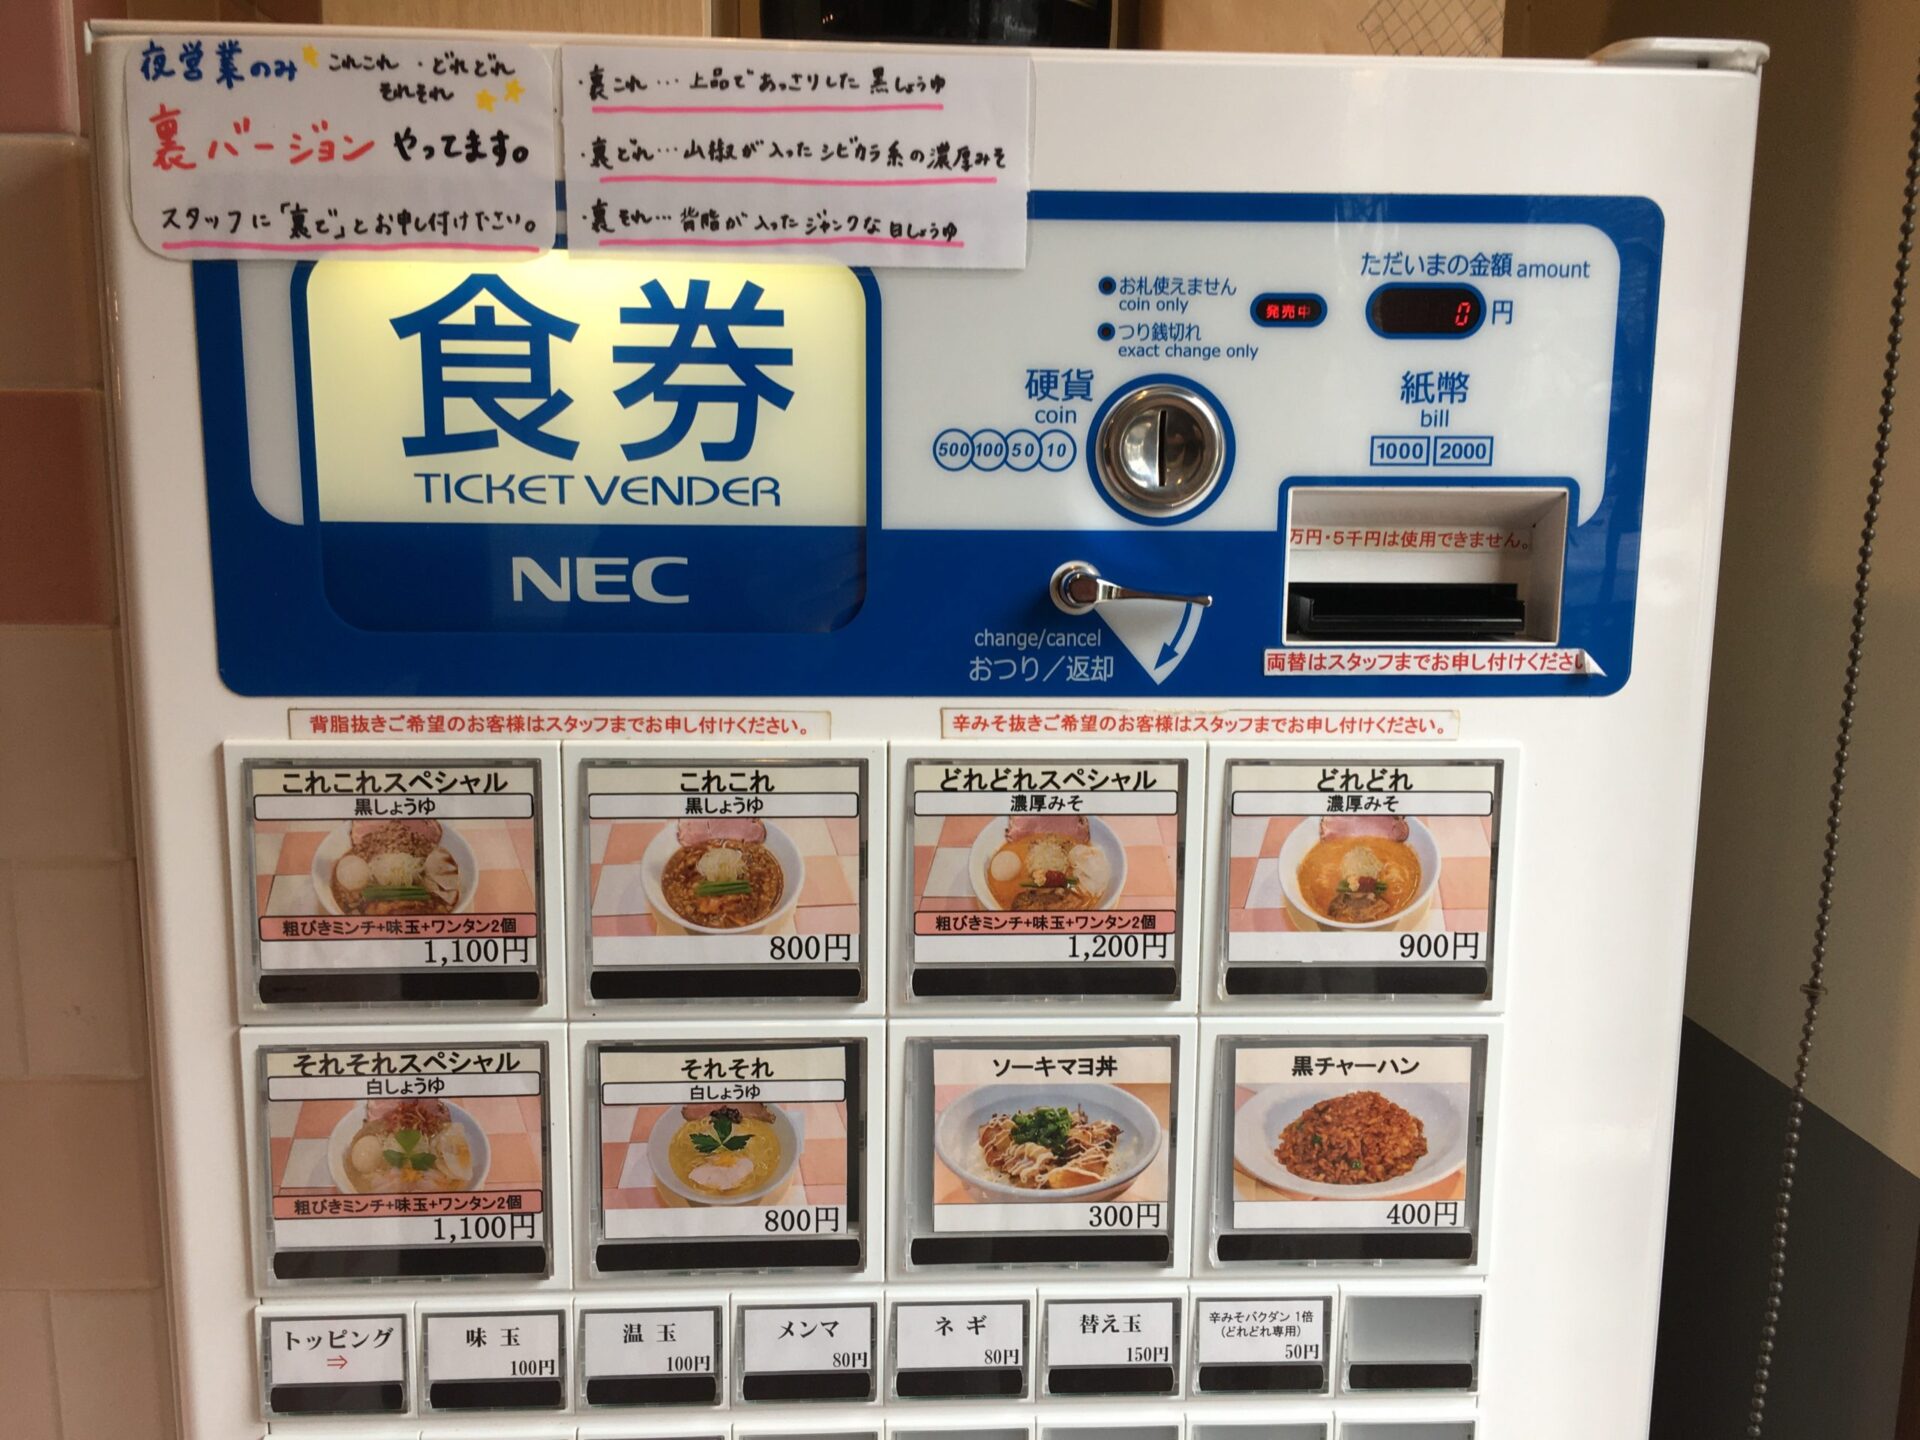 夜営業のみ これこれ・どれどれ
それそれ
裏バージョン やってます。
スタッフに「裏で」とお申し付けださい。
・裏これ…上品であっさりした黒しょうゆ
・裏どれ…山椒が入ったシビカラ系の濃厚みそ
・裏それ…背脂が入ったジャンクな白しょうゆ
食券
TICKET VENDER
NEC
お札使えません
coin only
つり銭切れ
exact change only
発売中
ただいまの金額 amount
0 円
硬貨
coin
500 100 50 10
紙幣
bill
1000 2000
万円・5千円は使用できません。
両替はスタッフまでお申し付けください
change/cancel
おつり／返却
背脂抜きご希望のお客様はスタッフまでお申し付けください。
辛みそ抜きご希望のお客様はスタッフまでお申し付けください。
これこれスペシャル
黒しょうゆ
粗びきミンチ+味玉+ワンタン2個
1,100円
これこれ
黒しょうゆ
800円
どれどれスペシャル
濃厚みそ
粗びきミンチ+味玉+ワンタン2個
1,200円
どれどれ
濃厚みそ
900円
それそれスペシャル
白しょうゆ
粗びきミンチ+味玉+ワンタン2個
1,100円
それそれ
白しょうゆ
800円
ソーキマヨ丼
300円
黒チャーハン
400円
トッピング
⇒
味 玉
100円
温 玉
100円
メンマ
80円
ネ ギ
80円
替え玉
150円
辛みそバクダン 1倍
(どれどれ専用)
50円